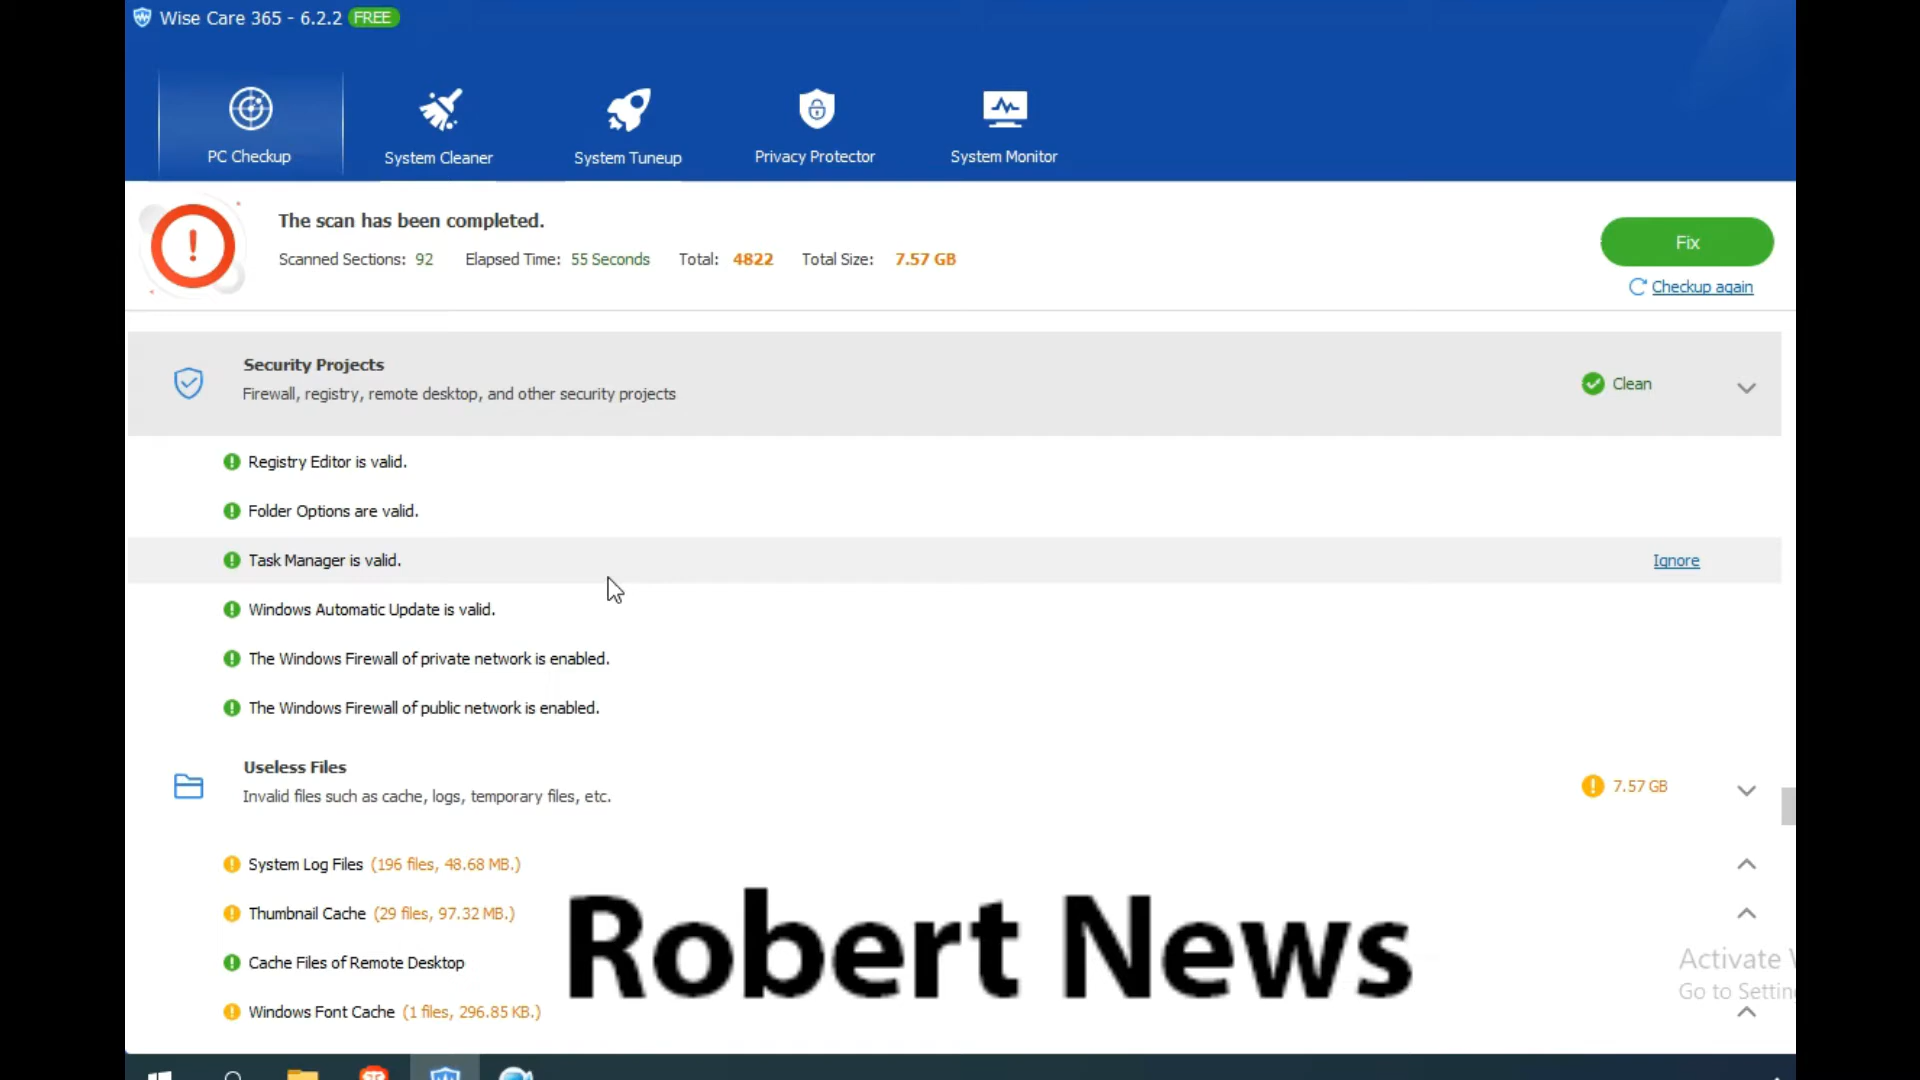 Wise Care 365 - 6.2.2 FREE
PC Checkup
System Cleaner
System Tuneup
Privacy Protector
System Monitor
The scan has been completed.
Scanned Sections: 92 Elapsed Time: 55 Seconds Total: 4822 Total Size: 7.57 GB
Fix
Checkup again
Security Projects
Firewall, registry, remote desktop, and other security projects
Clean
Registry Editor is valid.
Folder Options are valid.
Task Manager is valid.
Ignore
Windows Automatic Update is valid.
The Windows Firewall of private network is enabled.
The Windows Firewall of public network is enabled.
Useless Files
Invalid files such as cache, logs, temporary files, etc.
7.57 GB
System Log Files (196 files, 48.68 MB.)
Thumbnail Cache (29 files, 97.32 MB.)
Cache Files of Remote Desktop
Windows Font Cache (1 files, 296.85 KB.)
Robert News
Activate
Go to